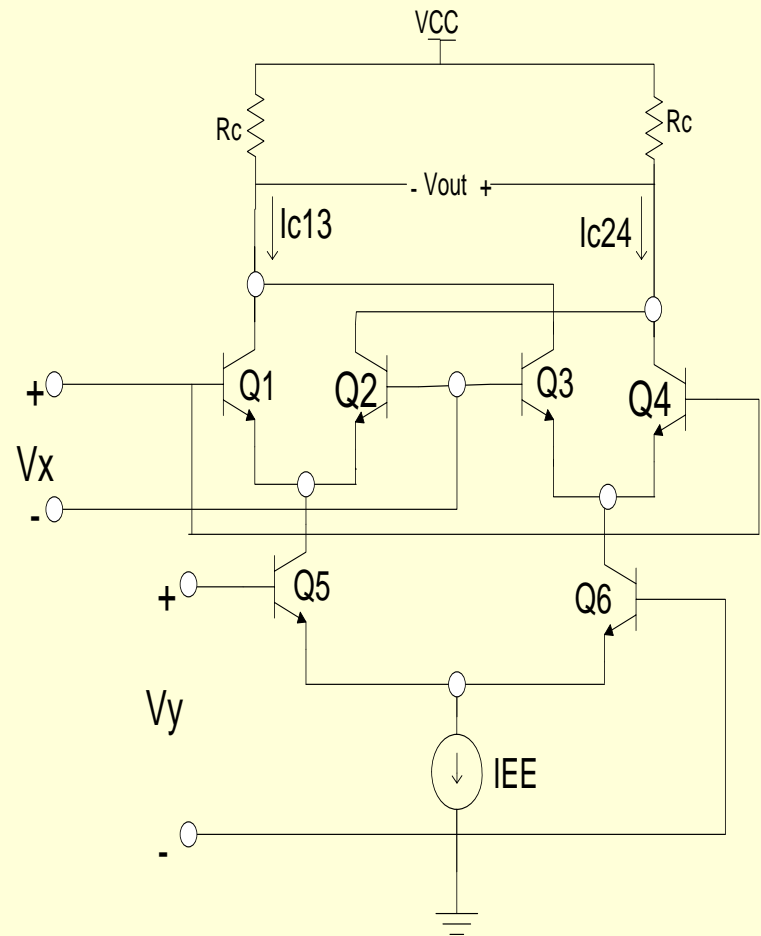 VCC
Rc
Rc
- Vout +
Ic13
Ic24
+
Q1
Q2
Q3
Q4
Vx
-
+
Q5
Q6
Vy
IEE
-